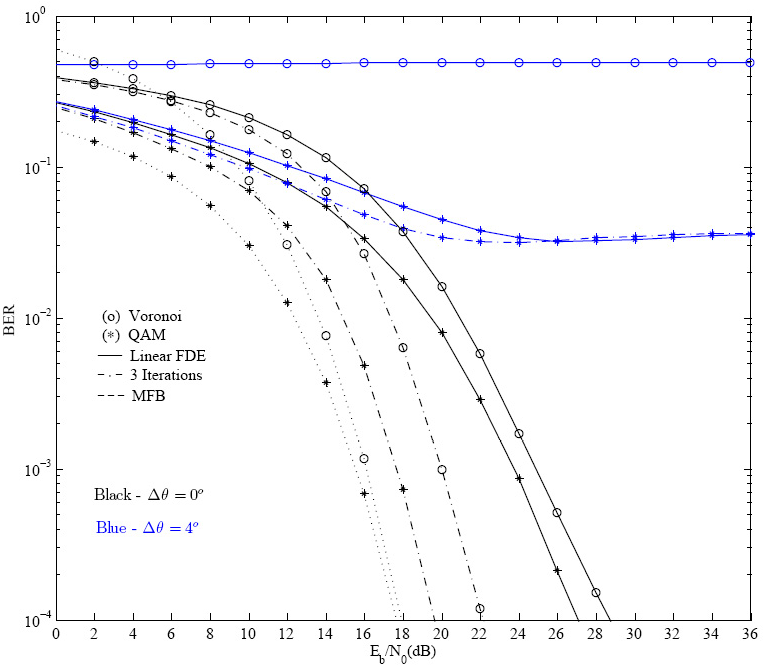 10^0
10^-1
10^-2
10^-3
10^-4
BER
(o) Voronoi
(*) QAM
Linear FDE
3 Iterations
MFB
Black - Δθ = 0º
Blue - Δθ = 4º
0 2 4 6 8 10 12 14 16 18 20 22 24 26 28 30 32 34 36
E_b/N_0(dB)